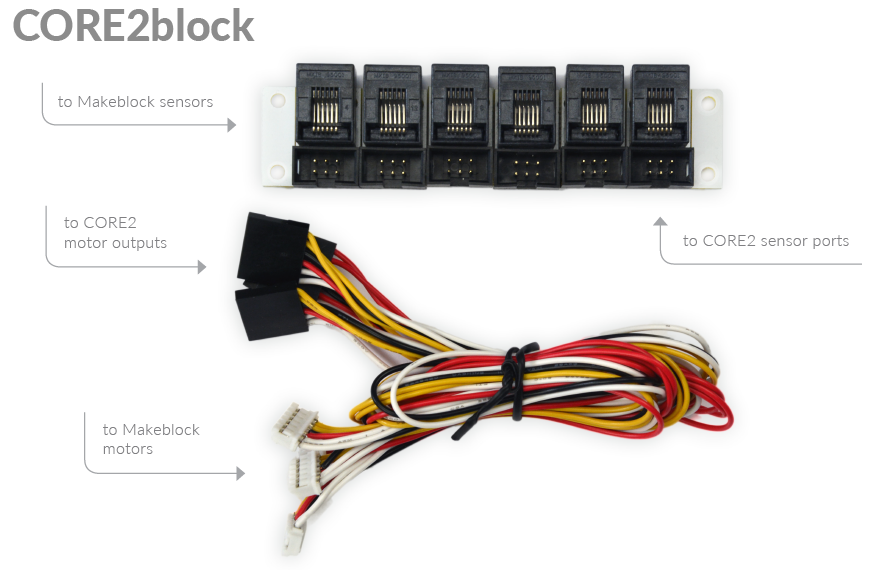 CORE2block
to Makeblock sensors
to CORE2
motor outputs
to CORE2 sensor ports
to Makeblock
motors